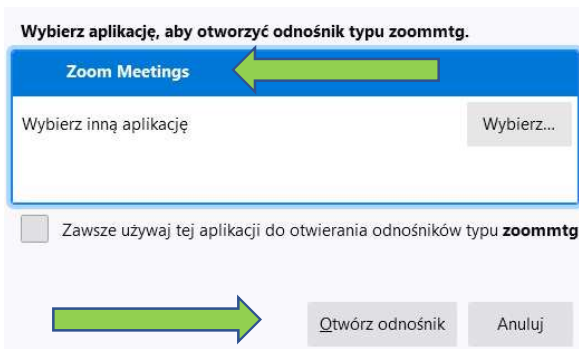 Wybierz aplikację, aby otworzyć odnośnik typu zoommtg.
Zoom Meetings
Wybierz inną aplikację Wybierz...
Zawsze używaj tej aplikacji do otwierania odnośników typu zoommtg
Otwórz odnośnik Anuluj